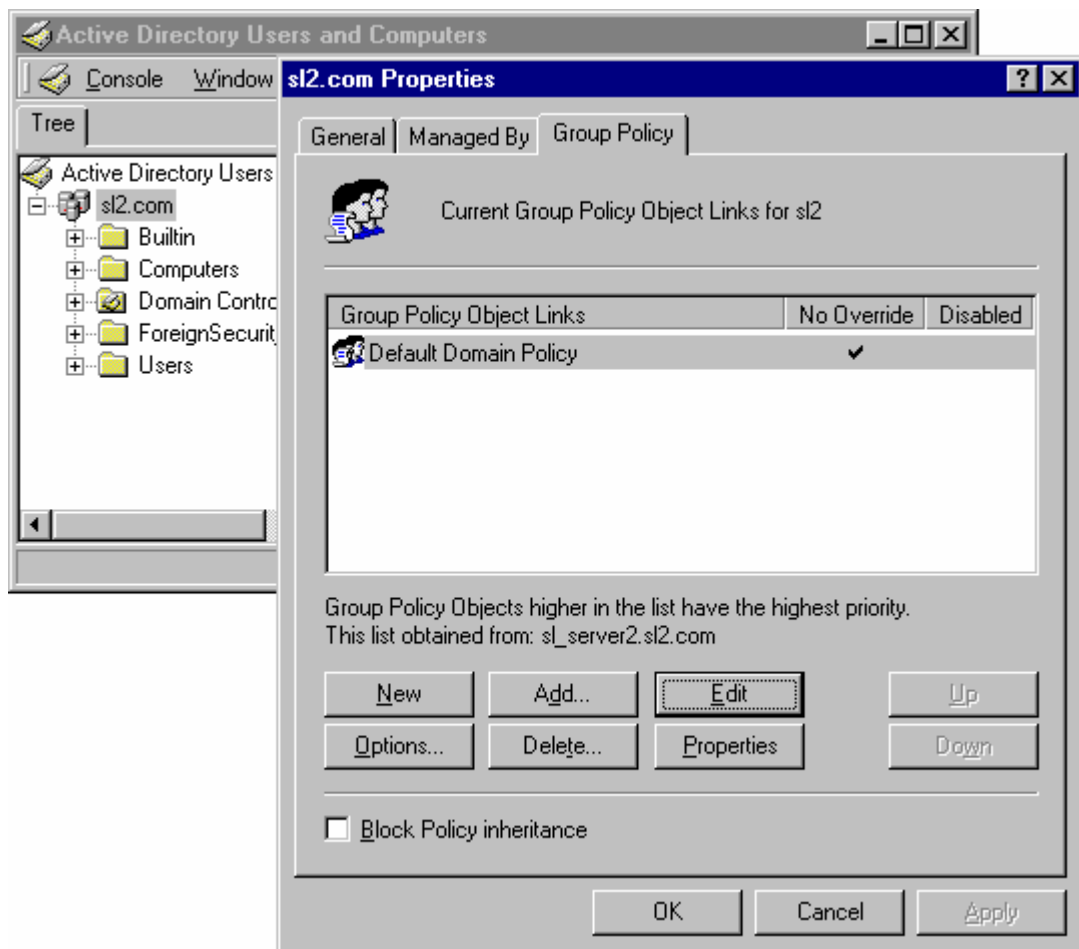 Active Directory Users and Computers
Console Window
Tree
Active Directory Users
sl2.com
Builtin
Computers
Domain Contro
ForeignSecurit
Users
sl2.com Properties
General Managed By Group Policy
Current Group Policy Object Links for sl2
Group Policy Object Links No Override Disabled
Default Domain Policy
Group Policy Objects higher in the list have the highest priority.
This list obtained from: sl_server2.sl2.com
New Add... Edit Up
Options... Delete... Properties Down
Block Policy inheritance
OK Cancel Apply